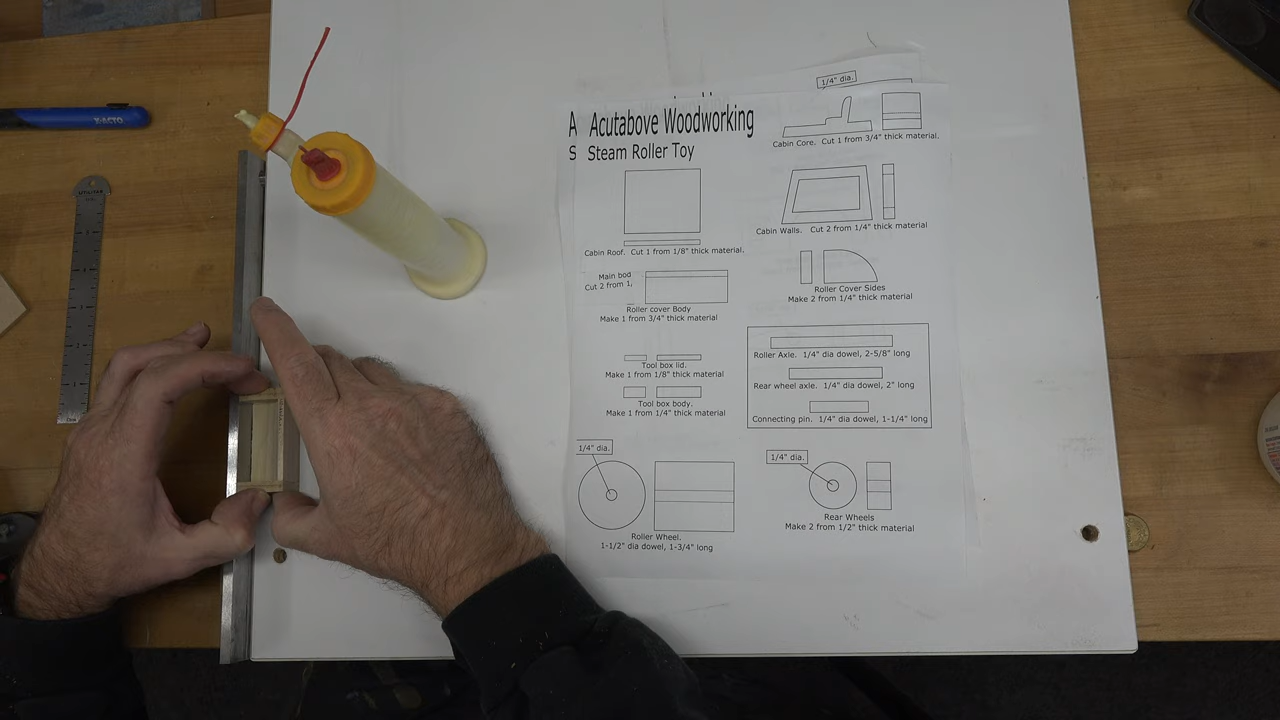 X-ACTO
A
S
Acutabove Woodworking
Steam Roller Toy
Cabin Roof. Cut 1 from 1/8" thick material.
Main bod
Cut 2 from 1,
Roller cover Body
Make 1 from 3/4" thick material
Tool box lid.
Make 1 from 1/8" thick material
Tool box body.
Make 1 from 1/4" thick material
1/4" dia.
Roller Wheel.
1-1/2" dia dowel, 1-3/4" long
1/4" dia.
Cabin Core. Cut 1 from 3/4" thick material.
Cabin Walls. Cut 2 from 1/4" thick material
Roller Cover Sides
Make 2 from 1/4" thick material
Roller Axle. 1/4" dia dowel, 2-5/8" long
Rear wheel axle. 1/4" dia dowel, 2" long
Connecting pin. 1/4" dia dowel, 1-1/4" long
1/4" dia.
Rear Wheels
Make 2 from 1/2" thick material